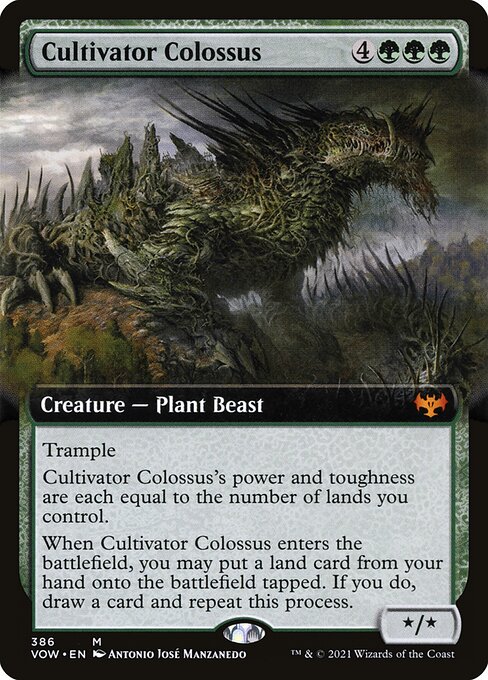 Cultivator Colossus 4
Creature — Plant Beast
Trample
Cultivator Colossus's power and toughness
are each equal to the number of lands you
control.
When Cultivator Colossus enters the
battlefield, you may put a land card from your
hand onto the battlefield tapped. If you do,
draw a card and repeat this process.
*/*
386 M
VOW • EN Antonio José Manzanedo ™ & © 2021 Wizards of the Coast